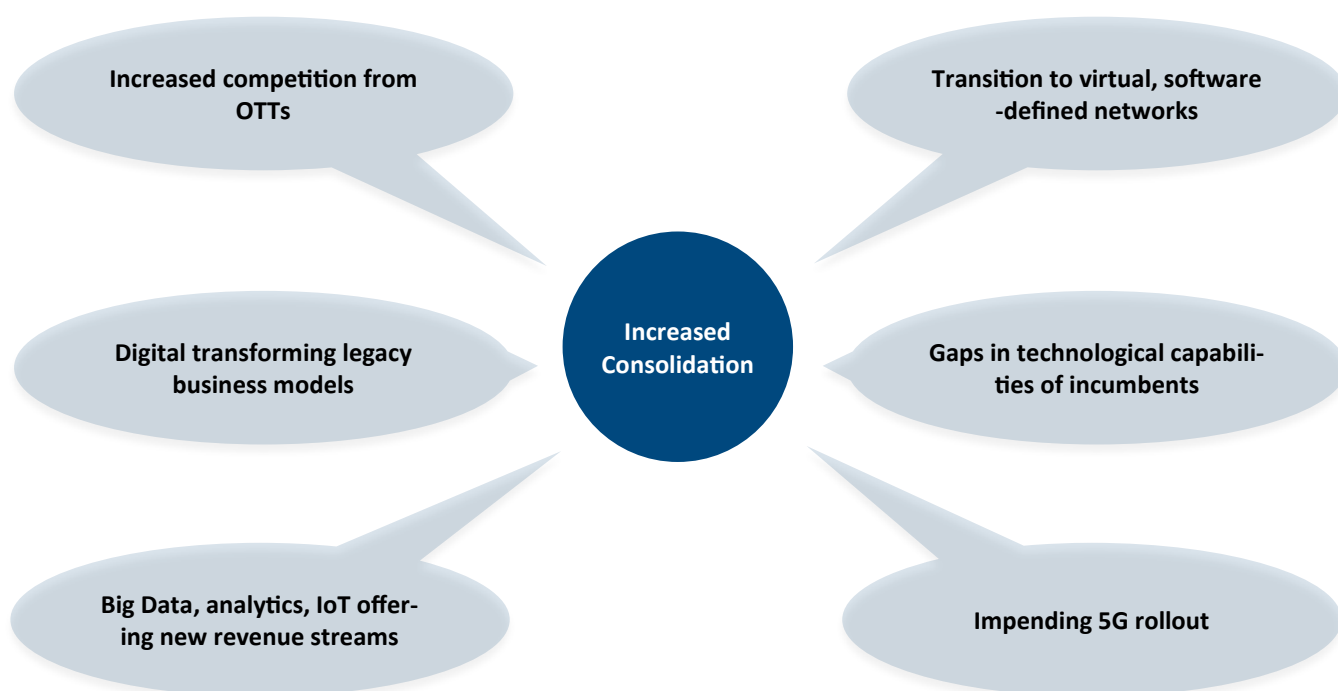 Increased competition from
OTTs
Transition to virtual, software
-defined networks
Increased
Consolidation
Digital transforming legacy
business models
Gaps in technological capabili-
ties of incumbents
Big Data, analytics, IoT offer-
ing new revenue streams
Impending 5G rollout